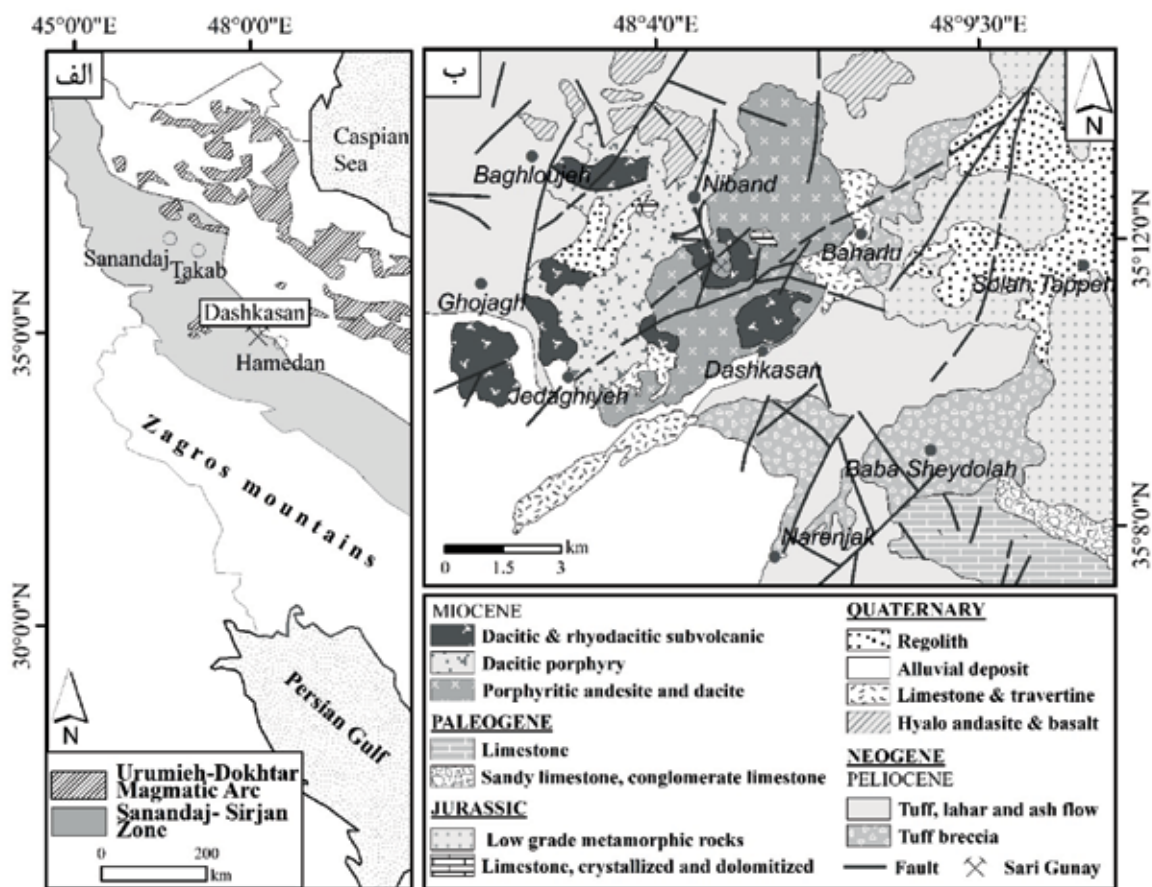 45°0'0"E
48°0'0"E
الف
Caspian
Sea
Sanandaj
Takab
Dashkasan
Hamedan
35°0'0"N
Zagros mountains
30°0'0"N
Persian Gulf
N
Urumieh-Dokhtar
Magmatic Arc
Sanandaj- Sirjan
Zone
0 200
km
48°4'0"E
48°9'30"E
ب
N
Baghloujeh
Niband
Baharlu
35°12'0"N
Solah Tappeh
Ghojagh
Dashkasan
Jedaghiyeh
Baba Sheydolah
35°8'0"N
Narenjak
km
0 1.5 3
MIOCENE
Dacitic & rhyodacitic subvolcanic
Dacitic porphyry
Porphyritic andesite and dacite
PALEOGENE
Limestone
Sandy limestone, conglomerate limestone
JURASSIC
Low grade metamorphic rocks
Limestone, crystallized and dolomitized
QUATERNARY
Regolith
Alluvial deposit
Limestone & travertine
Hyalo andasite & basalt
NEOGENE
PELIOCENE
Tuff, lahar and ash flow
Tuff breccia
Fault
Sari Gunay